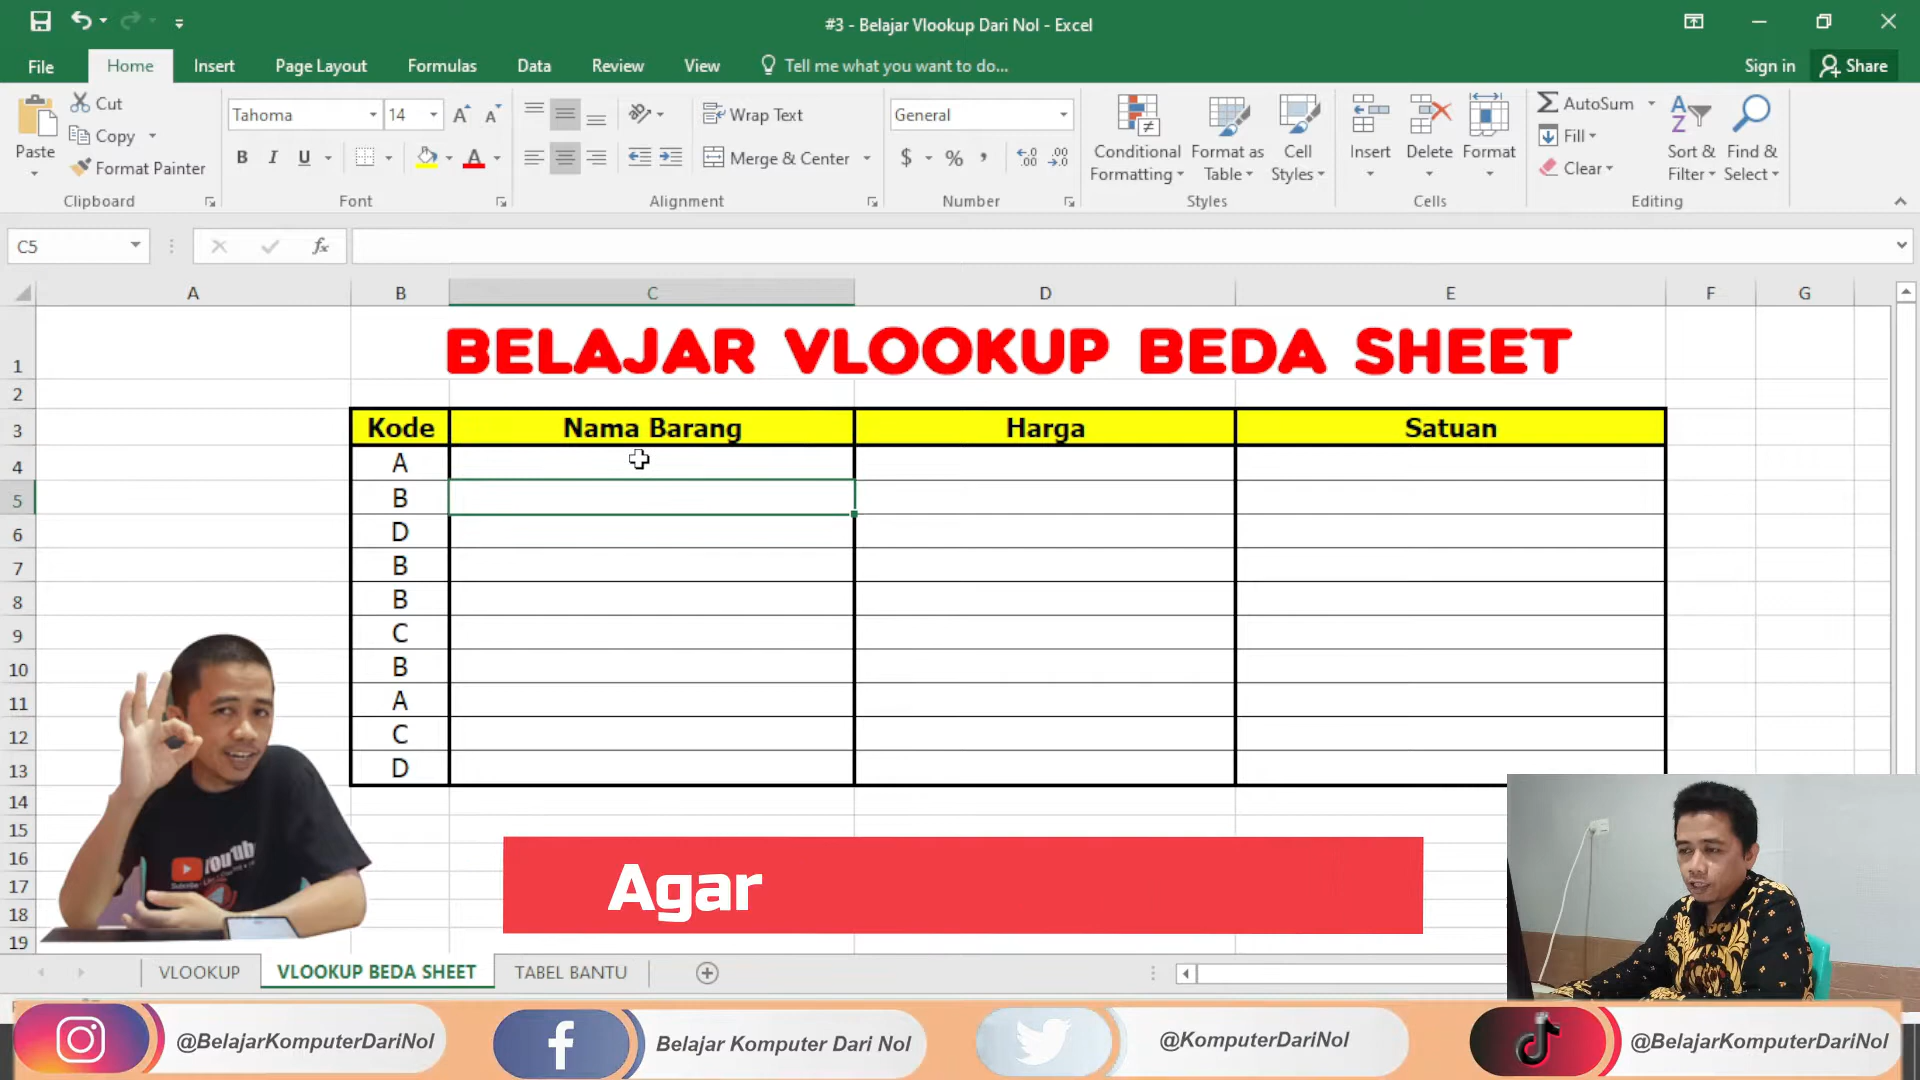 #3 - Belajar Vlookup Dari Nol - Excel
File Home Insert Page Layout Formulas Data Review View Tell me what you want to do... Sign in Share
Cut
Copy
Format Painter
Paste
Clipboard
Tahoma 14
B I U
Font
Wrap Text
Merge & Center
Alignment
General
$ % ,
Number
Conditional Formatting
Format as Table
Cell Styles
Styles
Insert Delete Format
Cells
AutoSum
Fill
Clear
Sort & Filter
Find & Select
Editing
C5 fx
A B C D E F G
1 BELAJAR VLOOKUP BEDA SHEET
2
3 Kode Nama Barang Harga Satuan
4 A
5 B
6 D
7 B
8 B
9 C
10 B
11 A
12 C
13 D
14
15
16
17
18
19
YouTube
Agar
VLOOKUP VLOOKUP BEDA SHEET TABEL BANTU
@BelajarKomputerDariNol Belajar Komputer Dari Nol @KomputerDariNol @BelajarKomputerDariNol